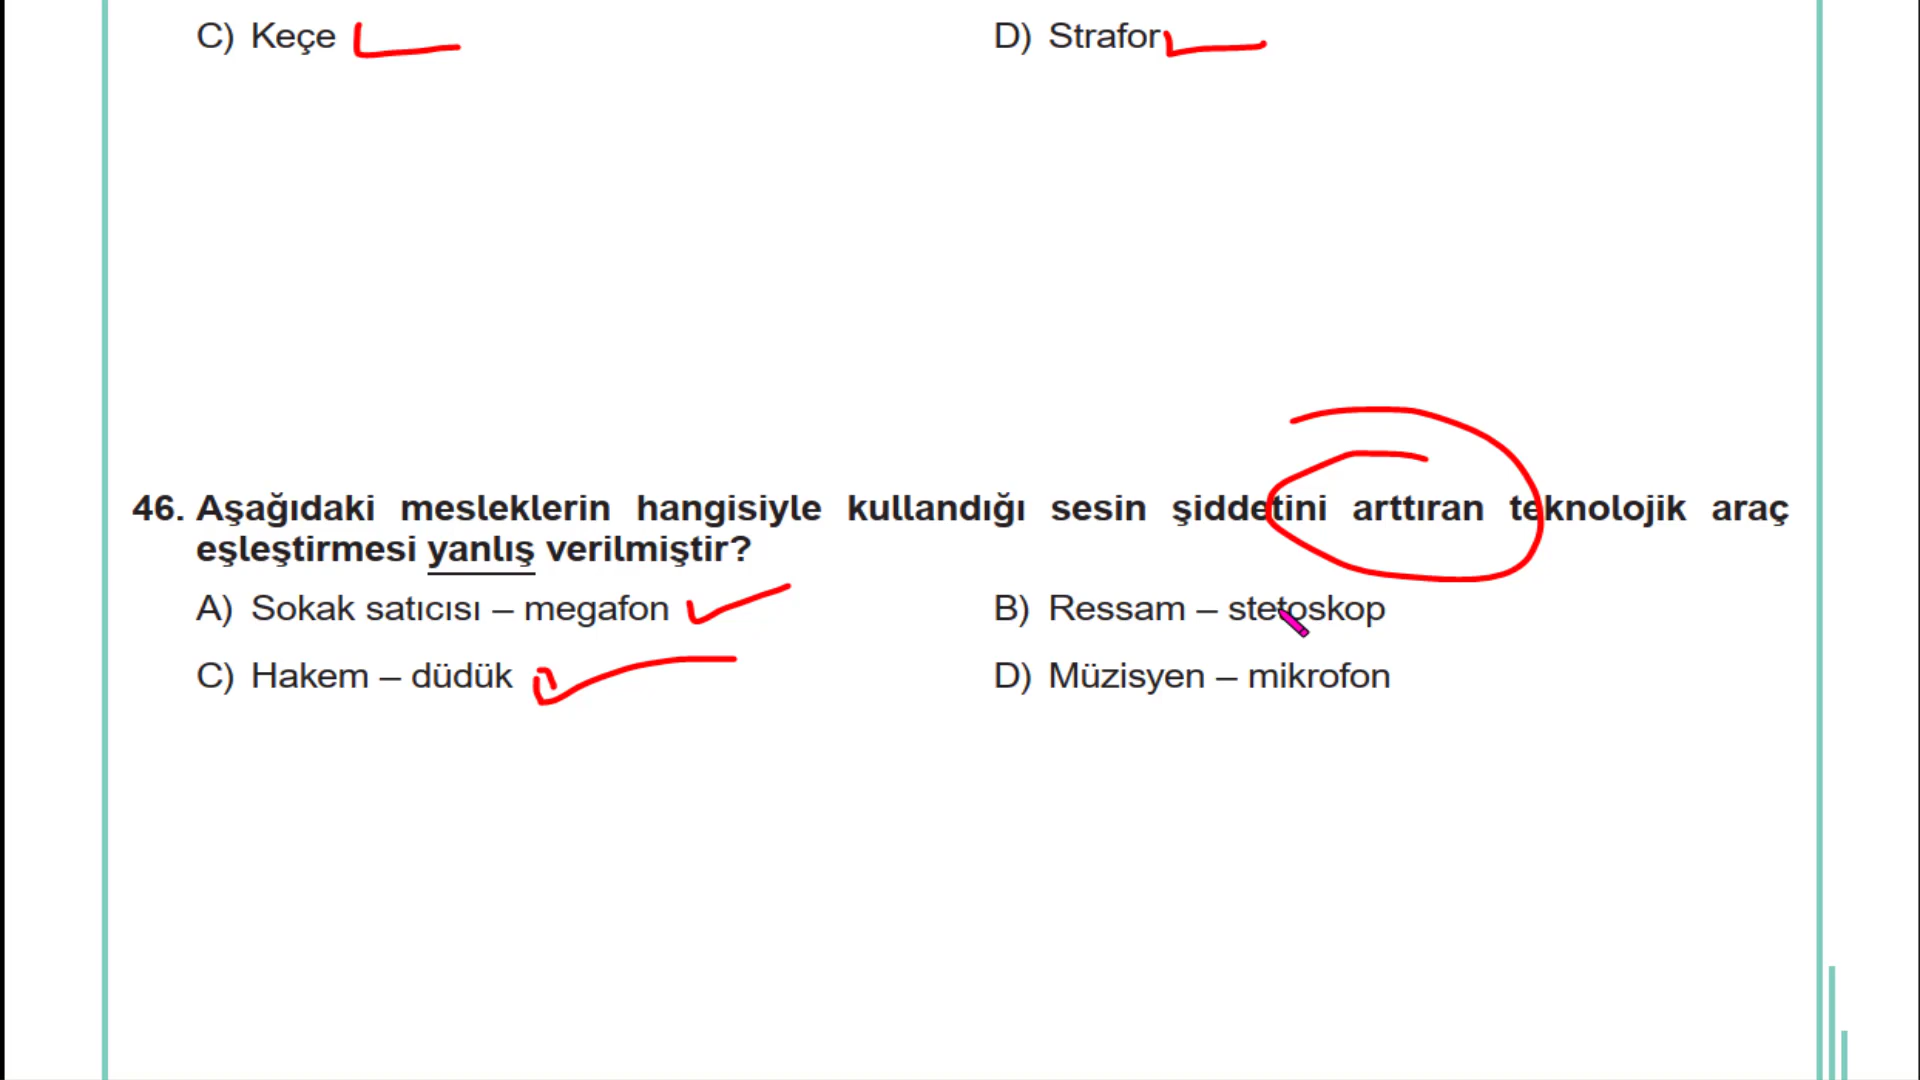 C) Keçe D) Strafor
46. Aşağıdaki mesleklerin hangisiyle kullandığı sesin şiddetini arttıran teknolojik araç
eşleştirmesi yanlış verilmiştir?
A) Sokak satıcısı – megafon B) Ressam – stetoskop
C) Hakem – düdük D) Müzisyen – mikrofon